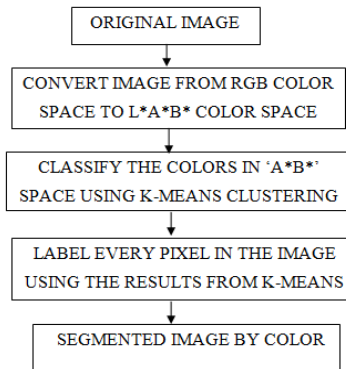 ORIGINAL IMAGE
CONVERT IMAGE FROM RGB COLOR
SPACE TO L*A*B* COLOR SPACE
CLASSIFY THE COLORS IN ‘A*B*’
SPACE USING K-MEANS CLUSTERING
LABEL EVERY PIXEL IN THE IMAGE
USING THE RESULTS FROM K-MEANS
SEGMENTED IMAGE BY COLOR